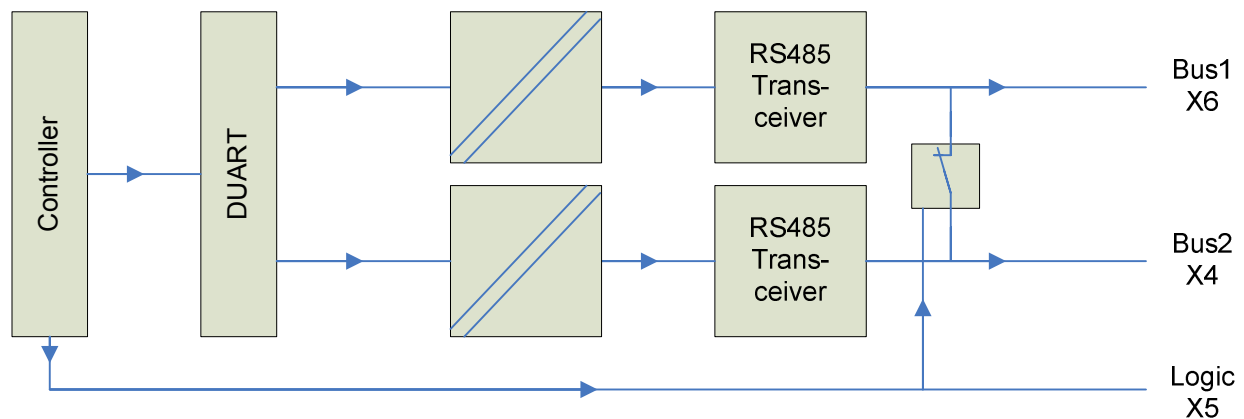 Controller
DUART
RS485
Trans-
ceiver
Bus1
X6
RS485
Trans-
ceiver
Bus2
X4
Logic
X5